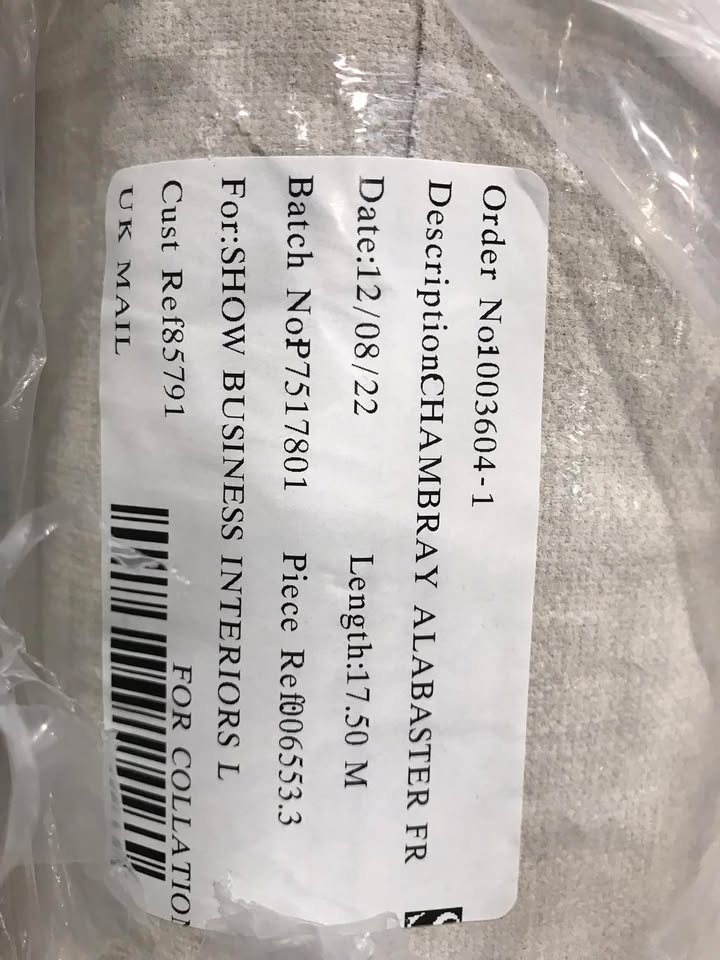 Order No1003604-1
DescriptionCHAMBRAY ALABASTER FR
Date:12/08/22 Length:17.50 M
Batch NoP7517801 Piece Ref006553.3
For:SHOW BUSINESS INTERIORS L
Cust Ref85791 FOR COLLATION
UK MAIL